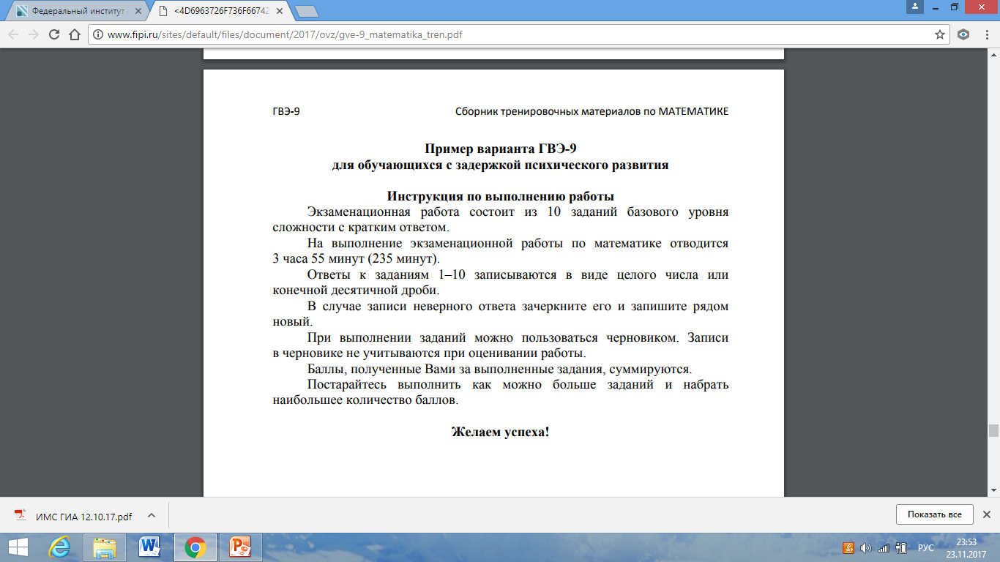 Федеральный институт
<4D6963726F736F66742
www.fipi.ru/sites/default/files/document/2017/ovz/gve-9_matematika_tren.pdf
ГВЭ-9 Сборник тренировочных материалов по МАТЕМАТИКЕ
Пример варианта ГВЭ-9
для обучающихся с задержкой психического развития
Инструкция по выполнению работы
Экзаменационная работа состоит из 10 заданий базового уровня
сложности с кратким ответом.
На выполнение экзаменационной работы по математике отводится
3 часа 55 минут (235 минут).
Ответы к заданиям 1–10 записываются в виде целого числа или
конечной десятичной дроби.
В случае записи неверного ответа зачеркните его и запишите рядом
новый.
При выполнении заданий можно пользоваться черновиком. Записи
в черновике не учитываются при оценивании работы.
Баллы, полученные Вами за выполненные задания, суммируются.
Постарайтесь выполнить как можно больше заданий и набрать
наибольшее количество баллов.
Желаем успеха!
ИМС ГИА 12.10.17.pdf
Показать все
РУС
23:53
23.11.2017